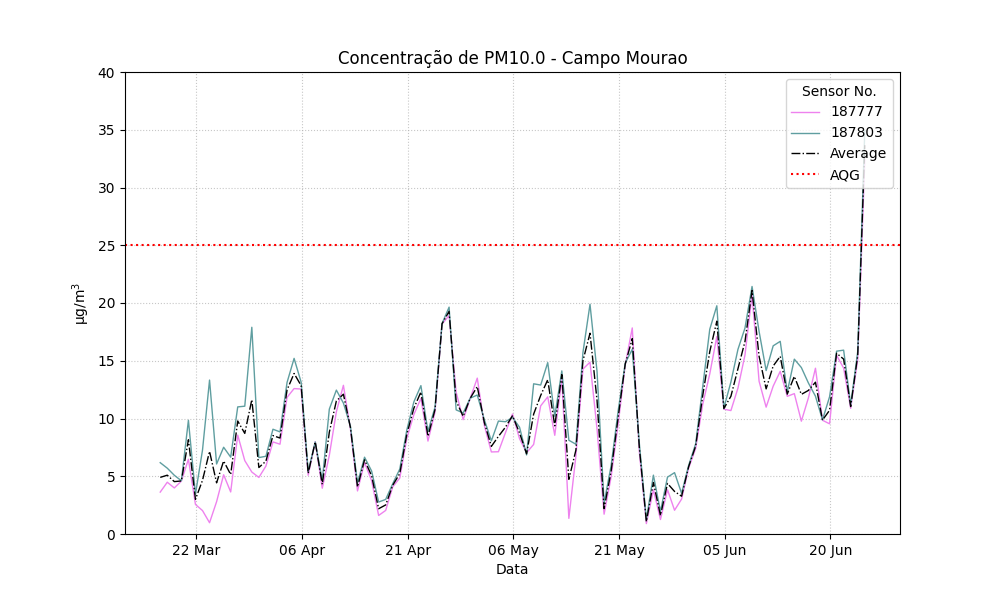 Concentração de PM10.0 - Campo Mourao
40
35
30
25
20
15
10
5
0
µg/m³
Sensor No.
187777
187803
Average
AQG
22 Mar
06 Apr
21 Apr
06 May
21 May
05 Jun
20 Jun
Data